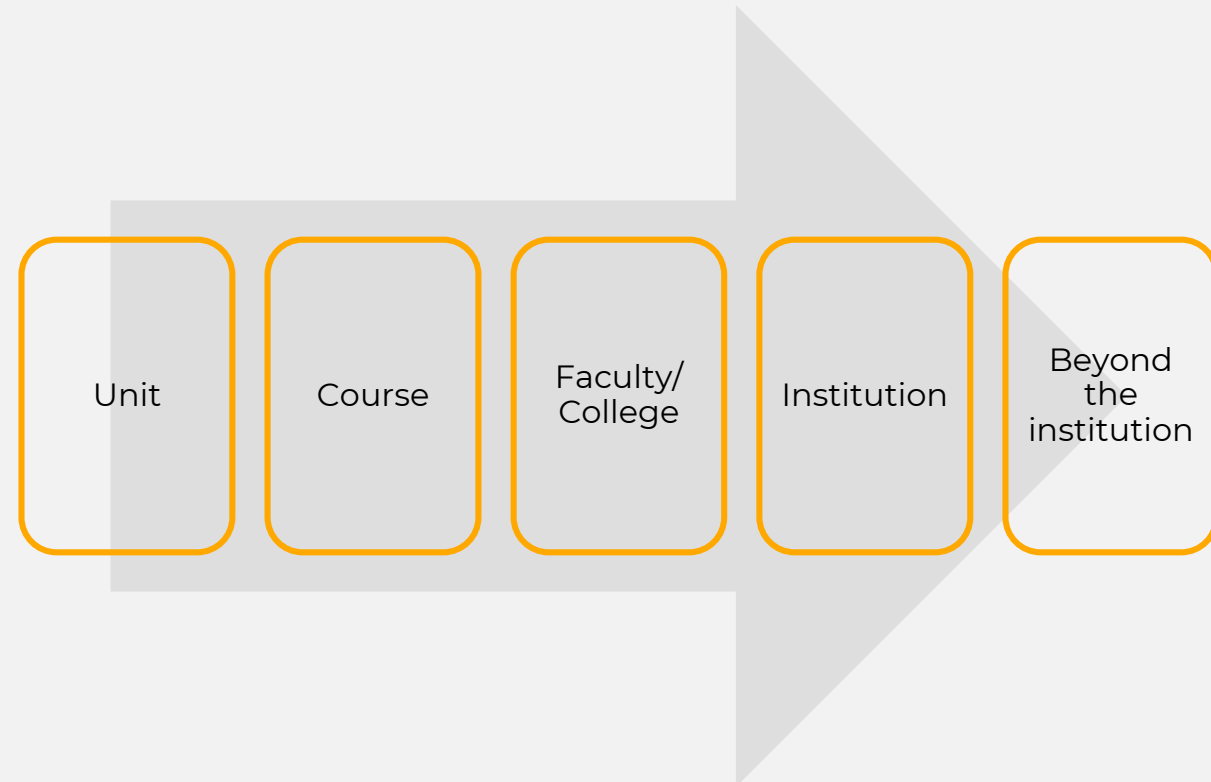 Unit
Course
Faculty/
College
Institution
Beyond
the
institution